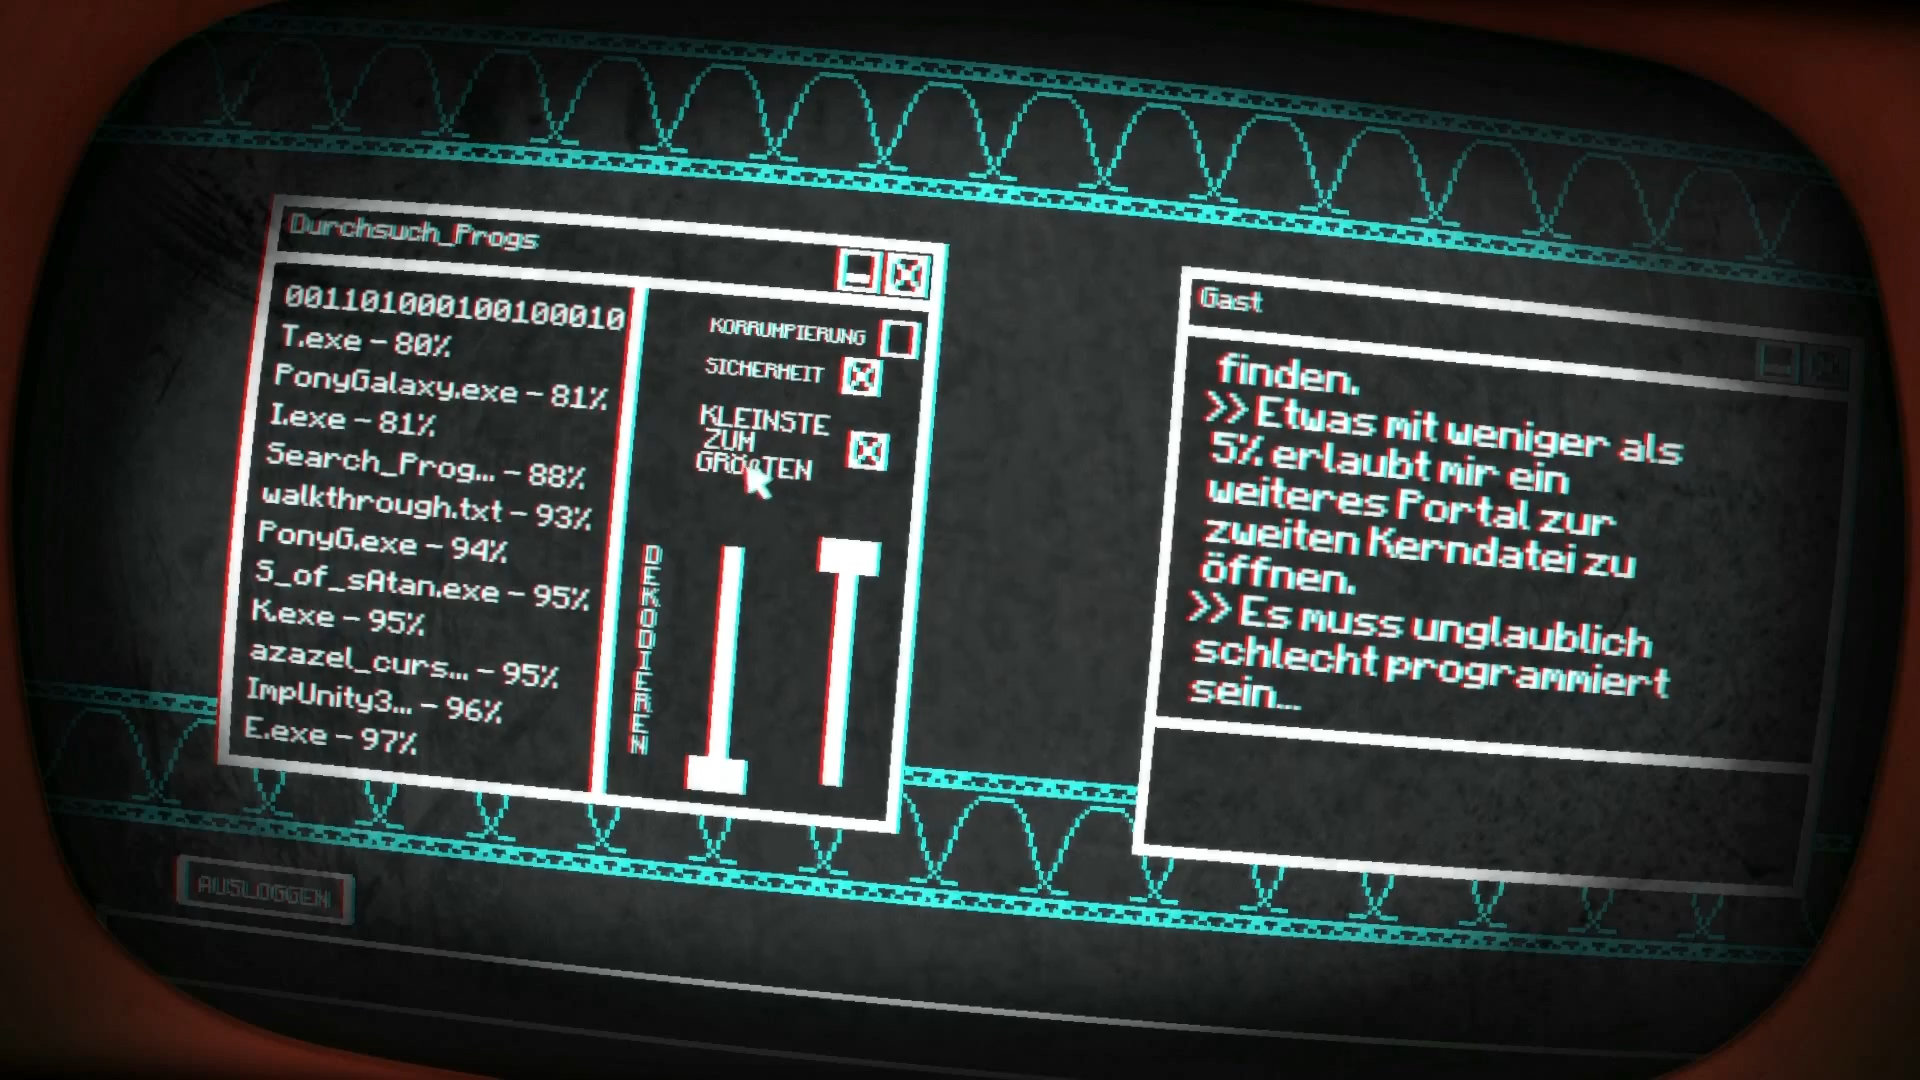 Durchsuch_Progs
001101000100100010
T.exe - 80%
PonyGalaxy.exe - 81%
I.exe - 81%
Search_Prog... - 88%
walkthrough.txt - 93%
PonyG.exe - 94%
S_of_sAtan.exe - 95%
K.exe - 95%
azazel_curs... - 95%
ImpUnity3... - 96%
E.exe - 97%
KORRUMPIERUNG
SICHERHEIT
KLEINSTE
ZUM
GRÖẞTEN
DEKODIEREN
Gast
finden.
>> Etwas mit weniger als
5% erlaubt mir ein
weiteres Portal zur
zweiten Kerndatei zu
öffnen.
>> Es muss unglaublich
schlecht programmiert
sein...
AUSLOGGEN